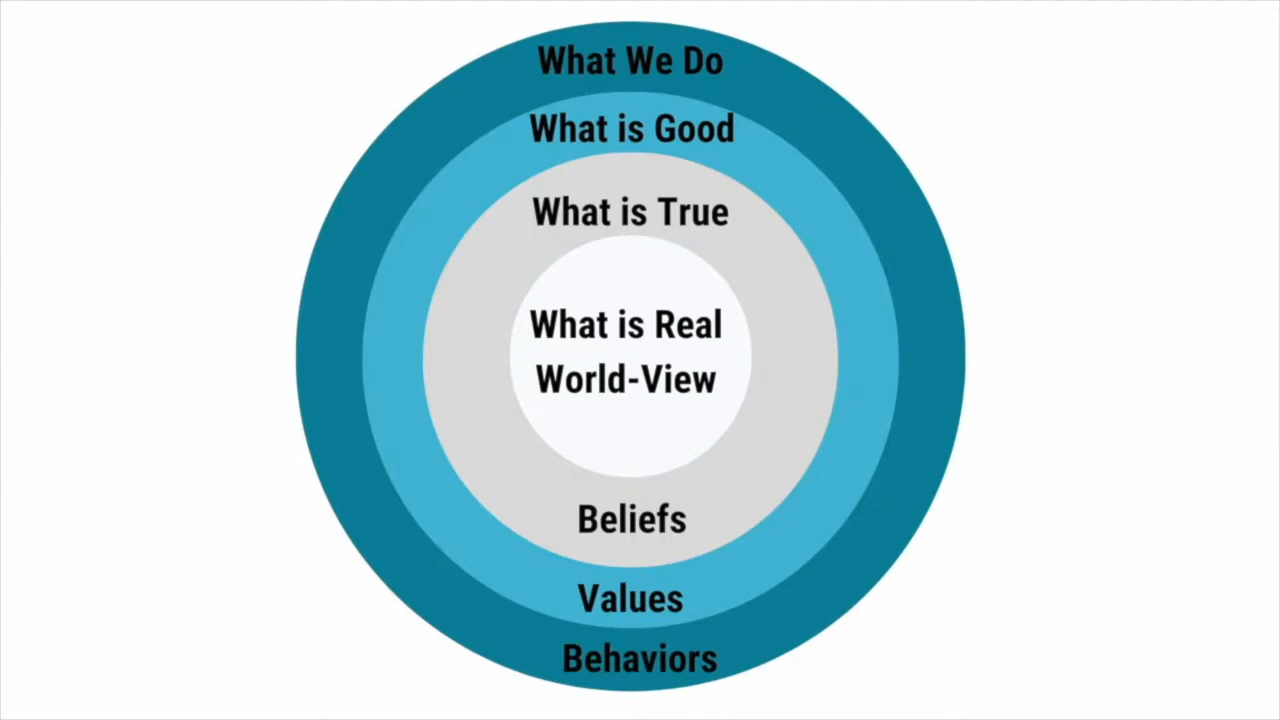 What We Do
What is Good
What is True
What is Real
World-View
Beliefs
Values
Behaviors